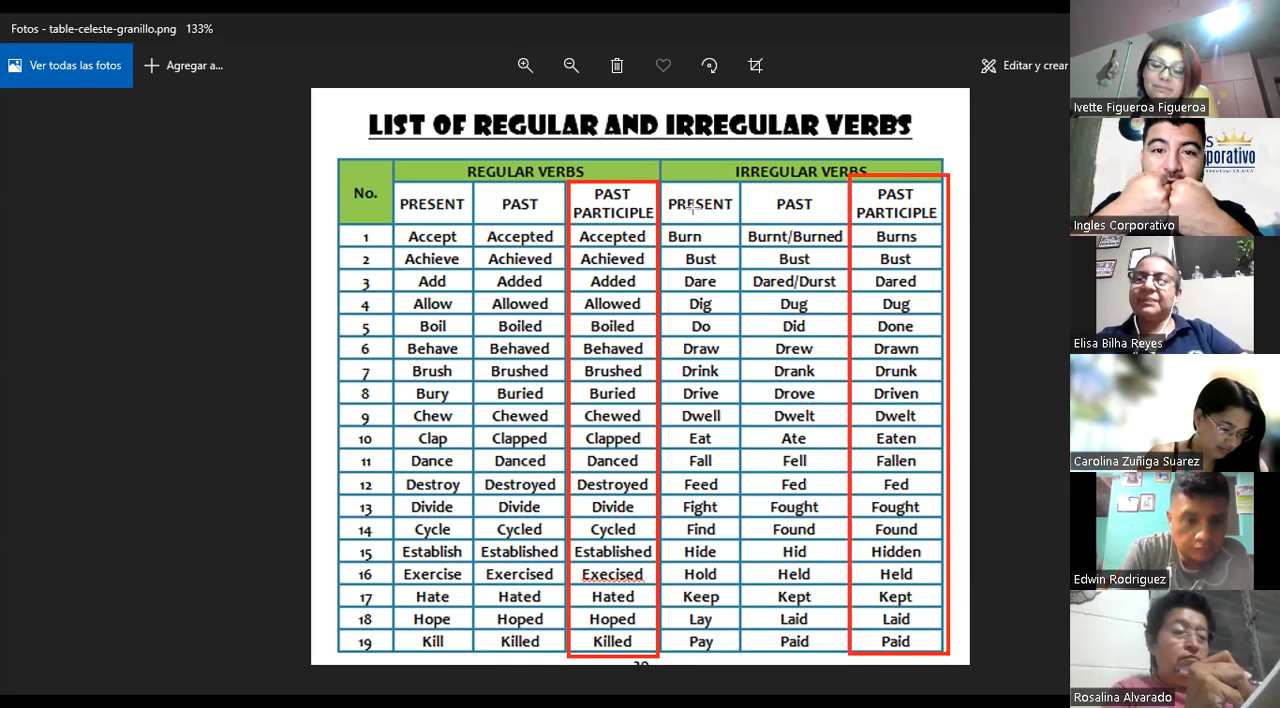 Fotos - table-celeste-granillo.png 133%
Ver todas las fotos
Agregar a...
Editar y crear
LIST OF REGULAR AND IRREGULAR VERBS
No. REGULAR VERBS IRREGULAR VERBS
PRESENT PAST PAST PARTICIPLE PRESENT PAST PAST PARTICIPLE
1 Accept Accepted Accepted Burn Burnt/Burned Burns
2 Achieve Achieved Achieved Bust Bust Bust
3 Add Added Added Dare Dared/Durst Dared
4 Allow Allowed Allowed Dig Dug Dug
5 Boil Boiled Boiled Do Did Done
6 Behave Behaved Behaved Draw Drew Drawn
7 Brush Brushed Brushed Drink Drank Drunk
8 Bury Buried Buried Drive Drove Driven
9 Chew Chewed Chewed Dwell Dwelt Dwelt
10 Clap Clapped Clapped Eat Ate Eaten
11 Dance Danced Danced Fall Fell Fallen
12 Destroy Destroyed Destroyed Feed Fed Fed
13 Divide Divide Divide Fight Fought Fought
14 Cycle Cycled Cycled Find Found Found
15 Establish Established Established Hide Hid Hidden
16 Exercise Exercised Execised Hold Held Held
17 Hate Hated Hated Keep Kept Kept
18 Hope Hoped Hoped Lay Laid Laid
19 Kill Killed Killed Pay Paid Paid
Ivette Figueroa Figueroa
s
porativo
Ingles Corporativo
Elisa Bilha Reyes
Carolina Zuñiga Suarez
Edwin Rodriguez
Rosalina Alvarado